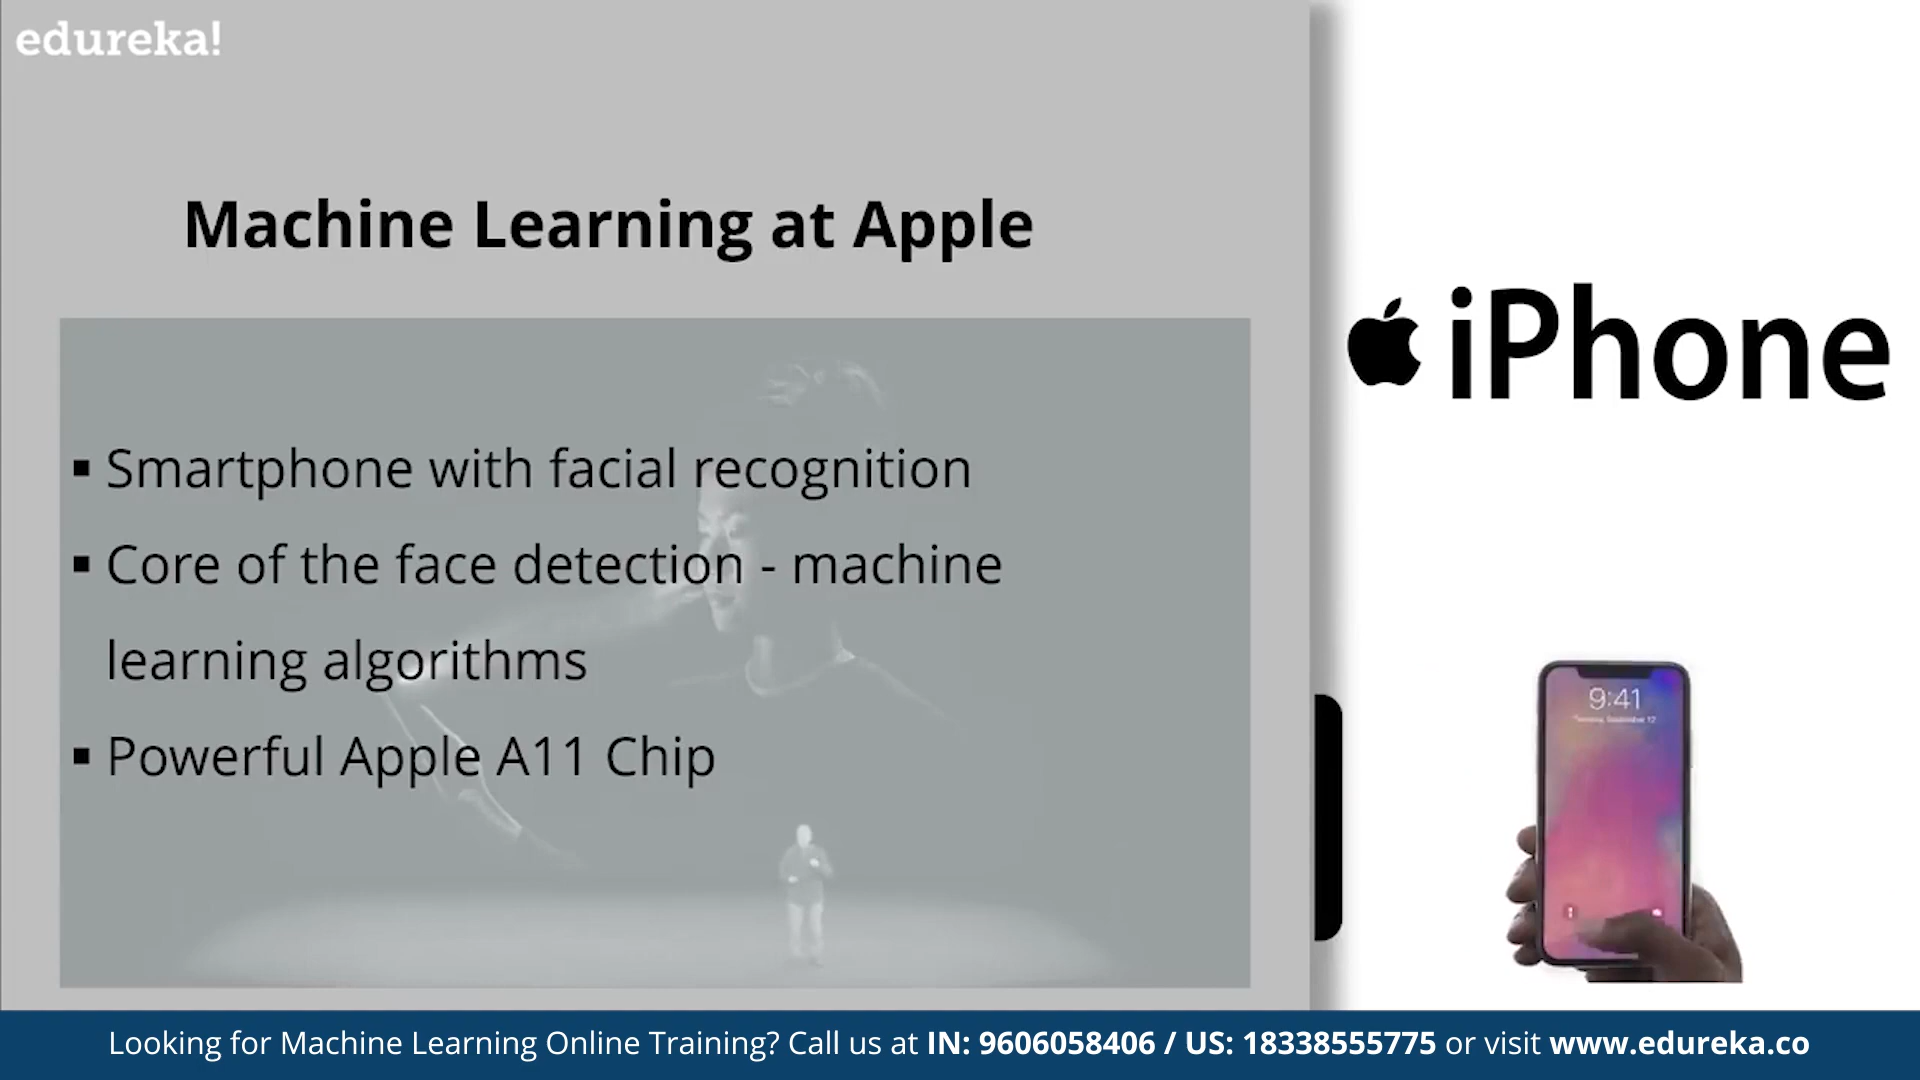 edureka!
Machine Learning at Apple
▪ Smartphone with facial recognition
▪ Core of the face detection - machine
learning algorithms
▪ Powerful Apple A11 Chip
iPhone
9:41
Looking for Machine Learning Online Training? Call us at IN: 9606058406 / US: 18338555775 or visit www.edureka.co